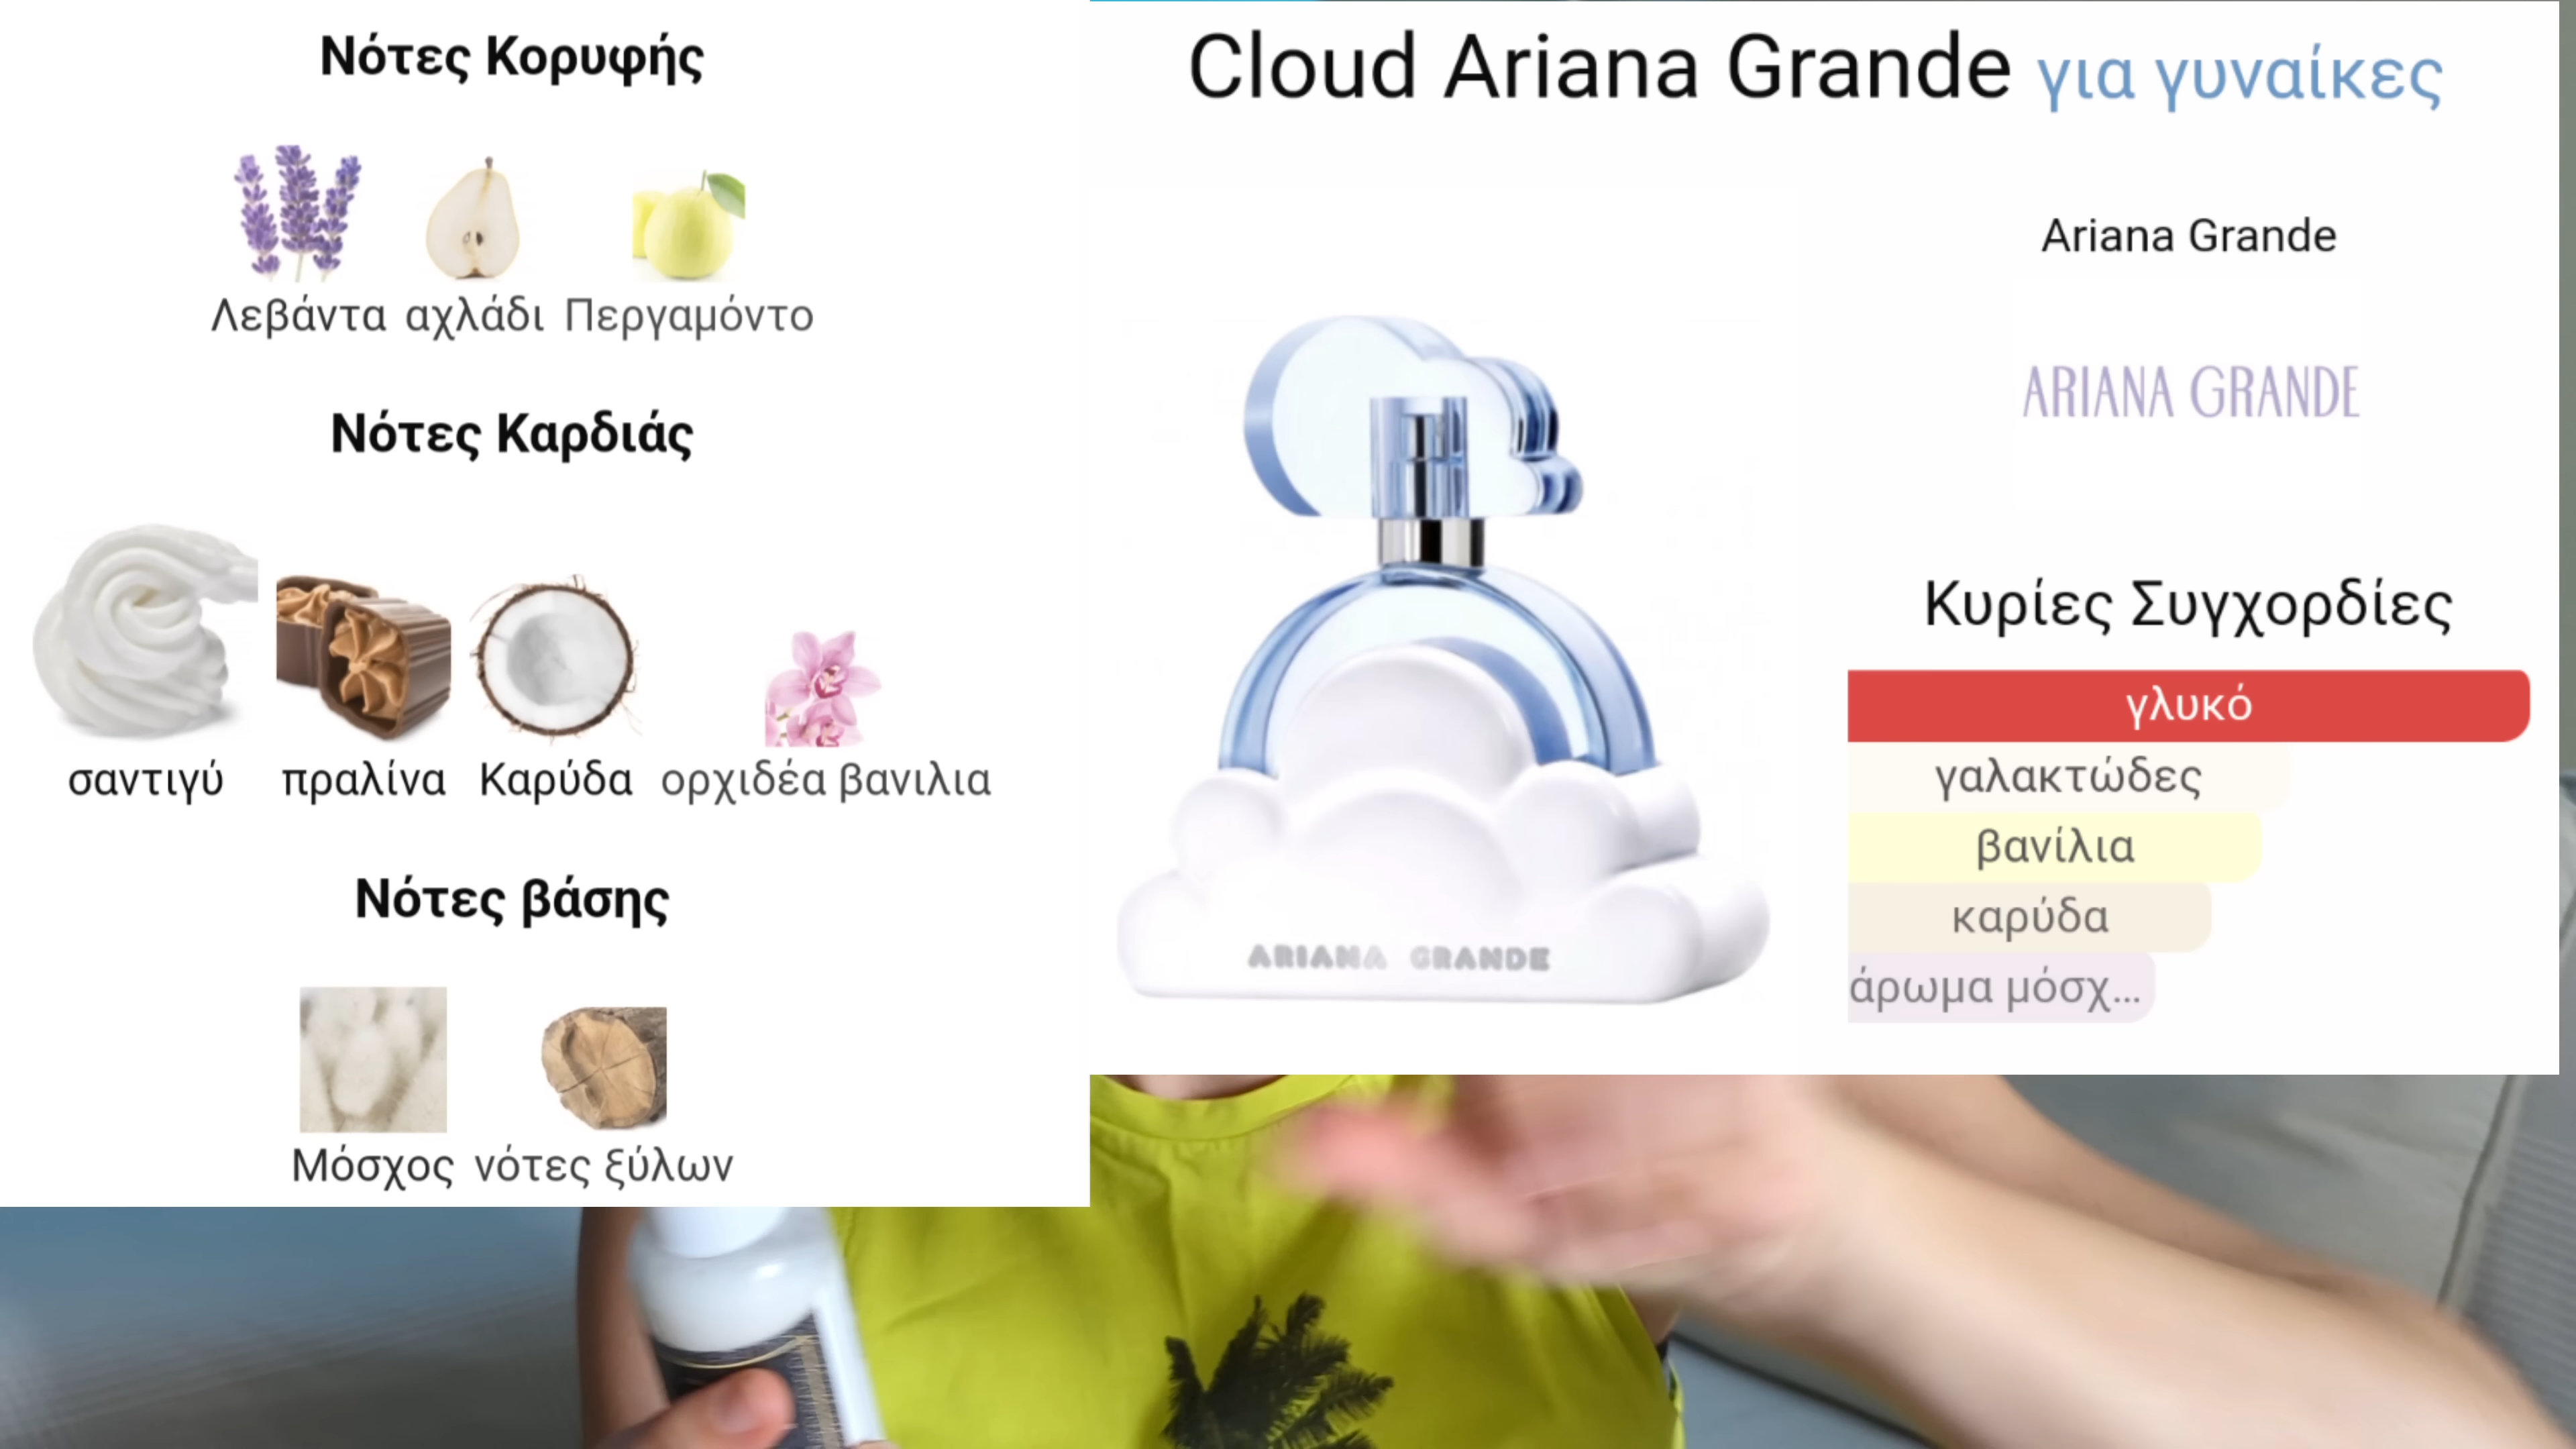 Νότες Κορυφής
Λεβάντα αχλάδι Περγαμόντο
Νότες Καρδιάς
σαντιγύ πραλίνα Καρύδα ορχιδέα βανιλια
Νότες βάσης
Μόσχος νότες ξύλων
Cloud Ariana Grande για γυναίκες
Ariana Grande
ARIANA GRANDE
Κυρίες Συγχορδίες
γλυκό
γαλακτώδες
βανίλια
καρύδα
άρωμα μόσχ...
ARIANA GRANDE